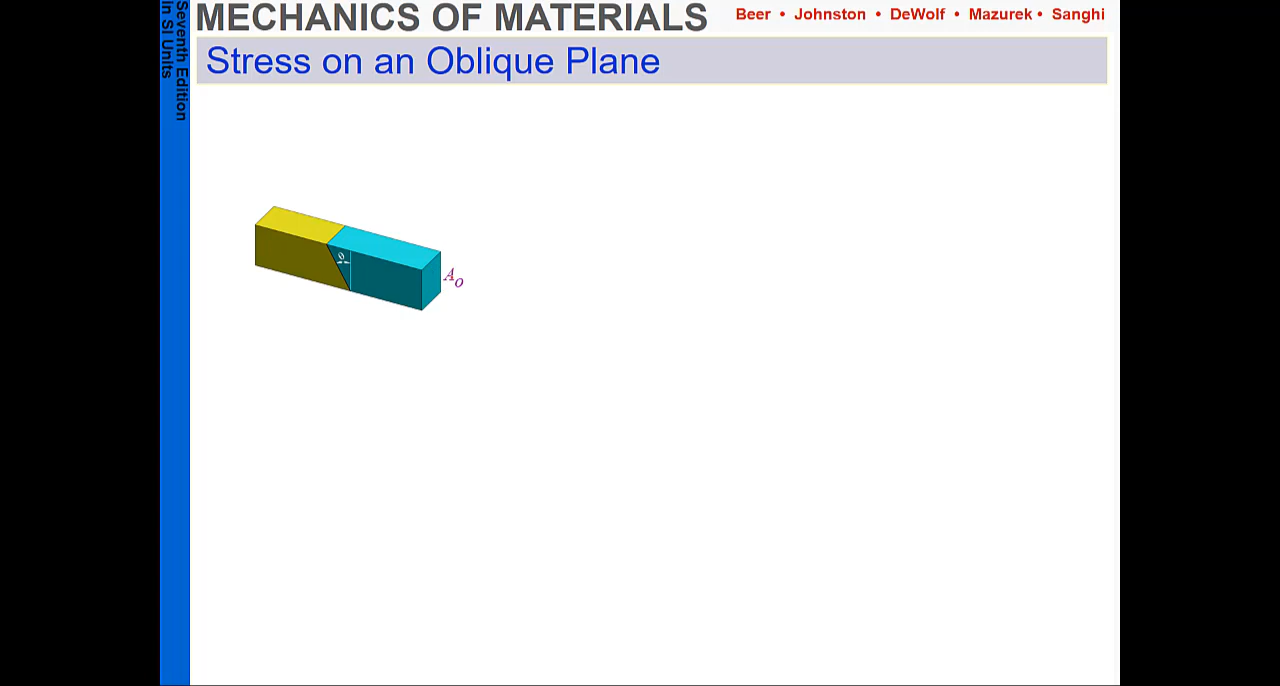 MECHANICS OF MATERIALS
Beer • Johnston • DeWolf • Mazurek • Sanghi
Seventh Edition
in SI Units
Stress on an Oblique Plane
θ
A₀